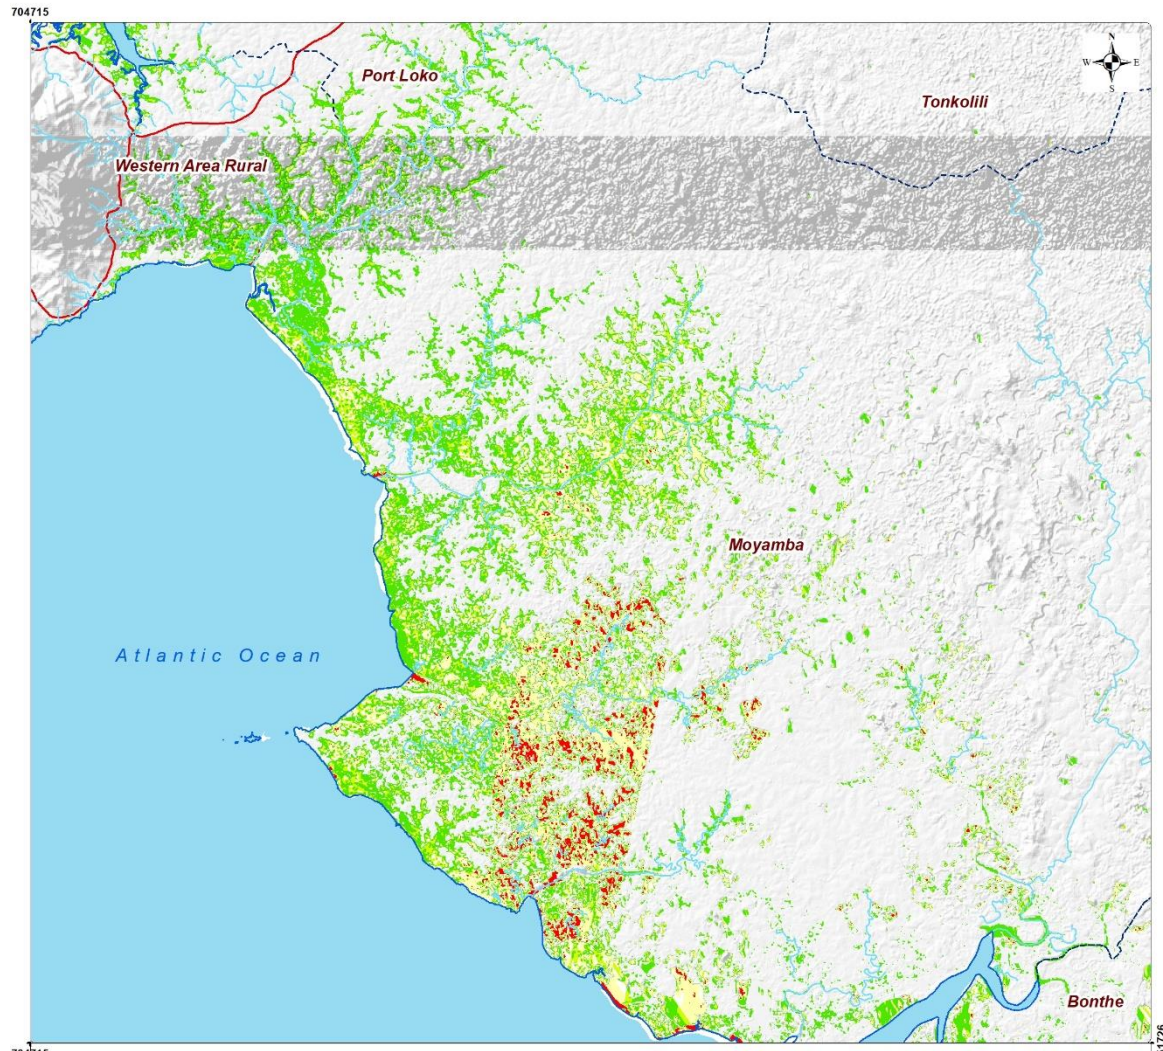 704715
N
W E
S
Port Loko
Tonkolili
Western Area Rural
Moyamba
Atlantic Ocean
Bonthe